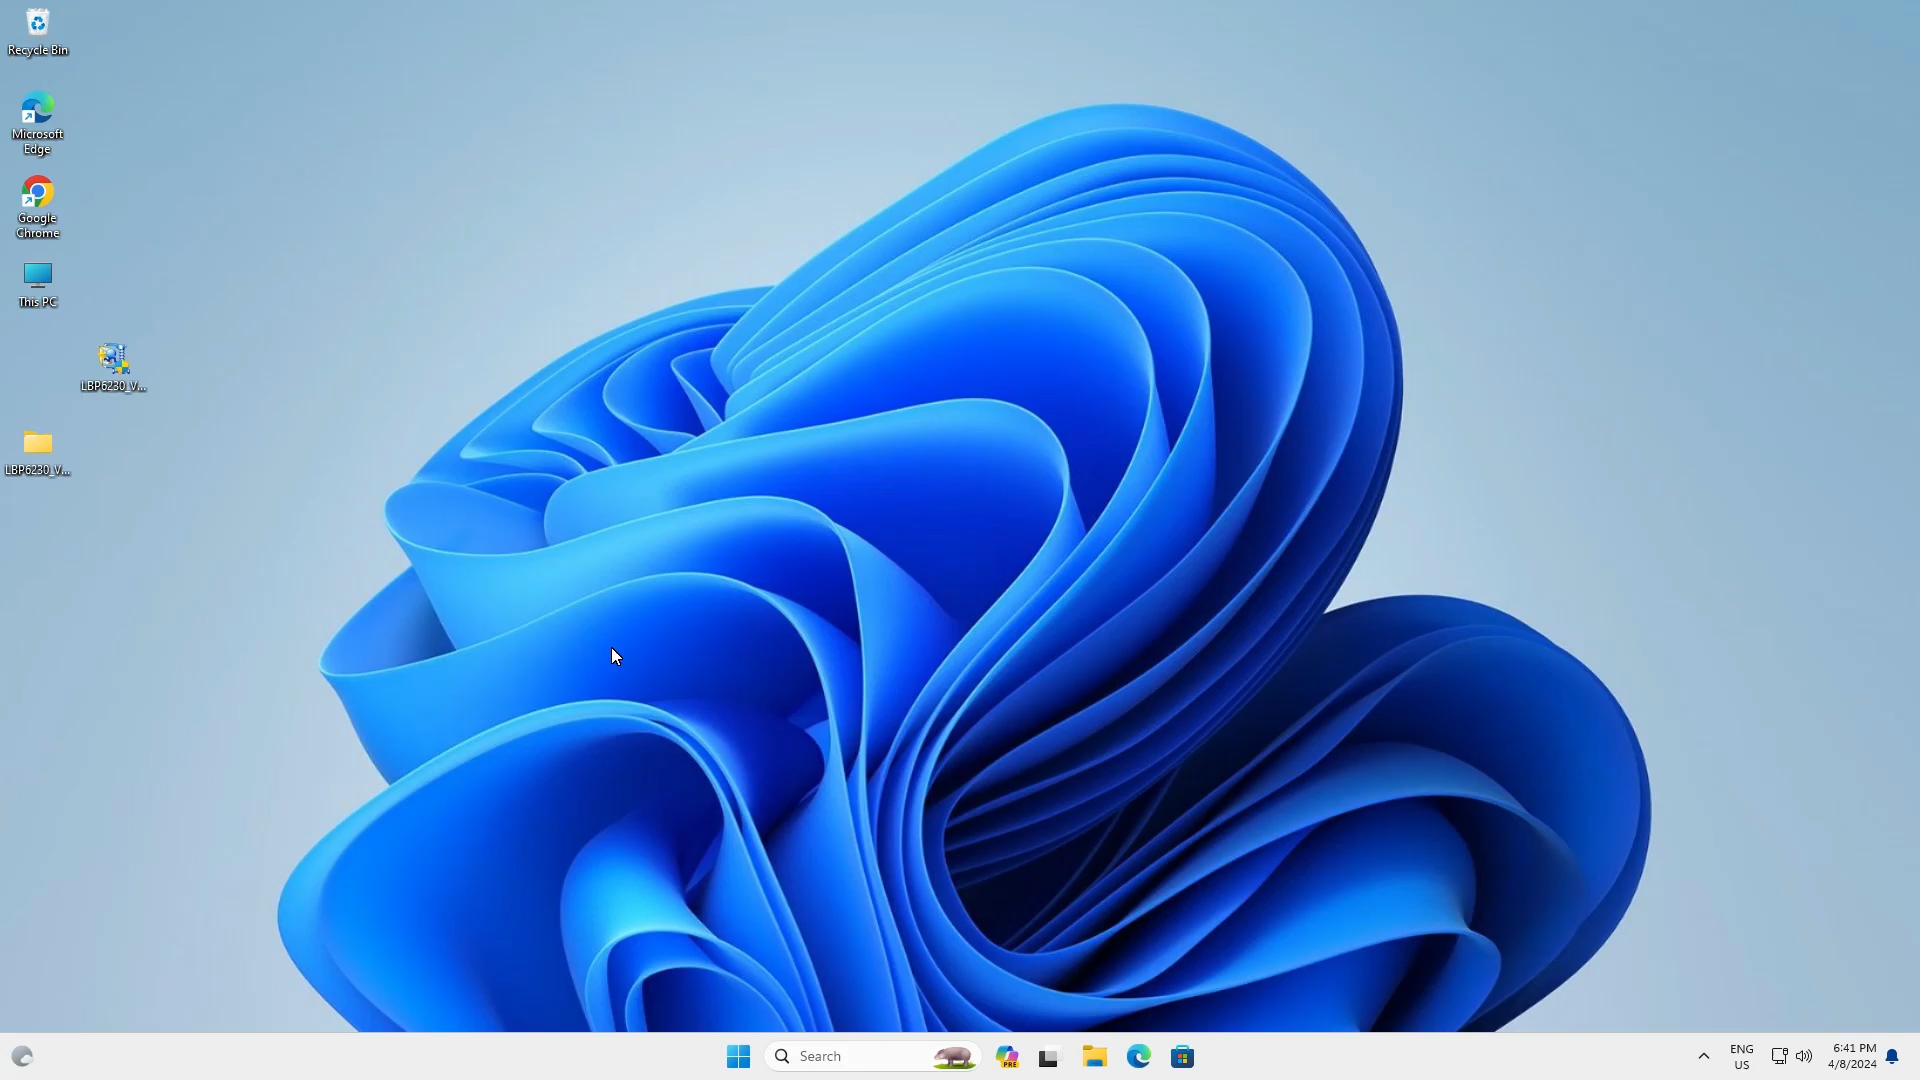 Recycle Bin
Microsoft
Edge
Google
Chrome
This PC
LBP6230_V...
LBP6230_V...
Search
PRE
ENG
US
6:41 PM
4/8/2024